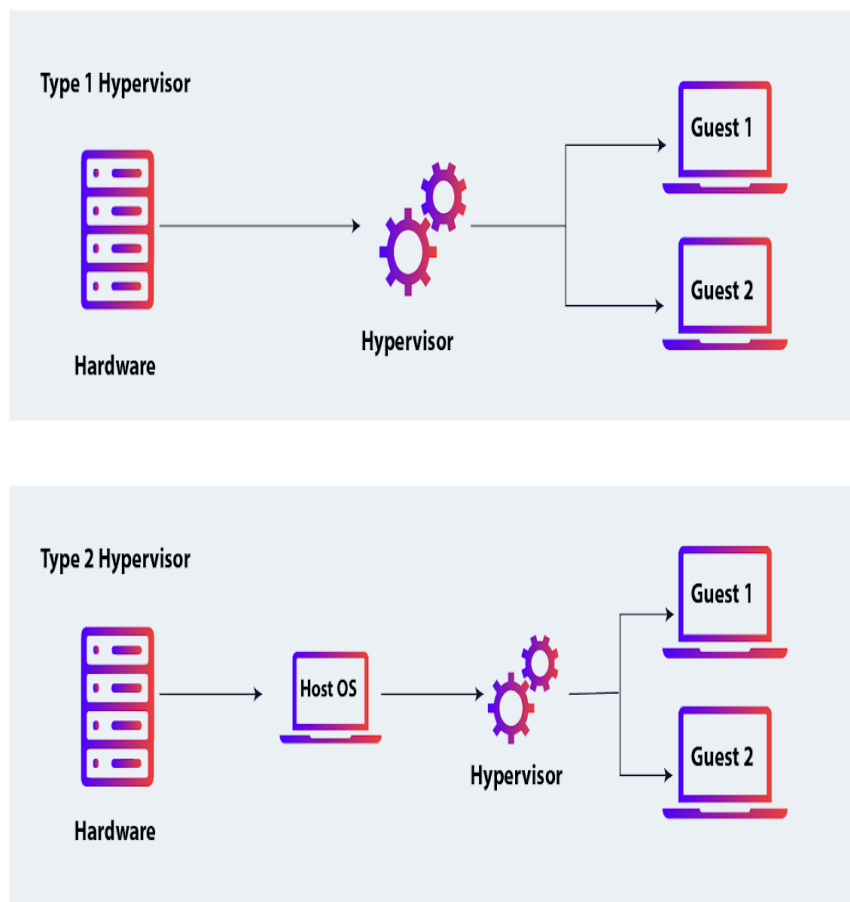 Type 1 Hypervisor
Guest 1
Guest 2
Hypervisor
Hardware
Type 2 Hypervisor
Guest 1
Host OS
Guest 2
Hypervisor
Hardware